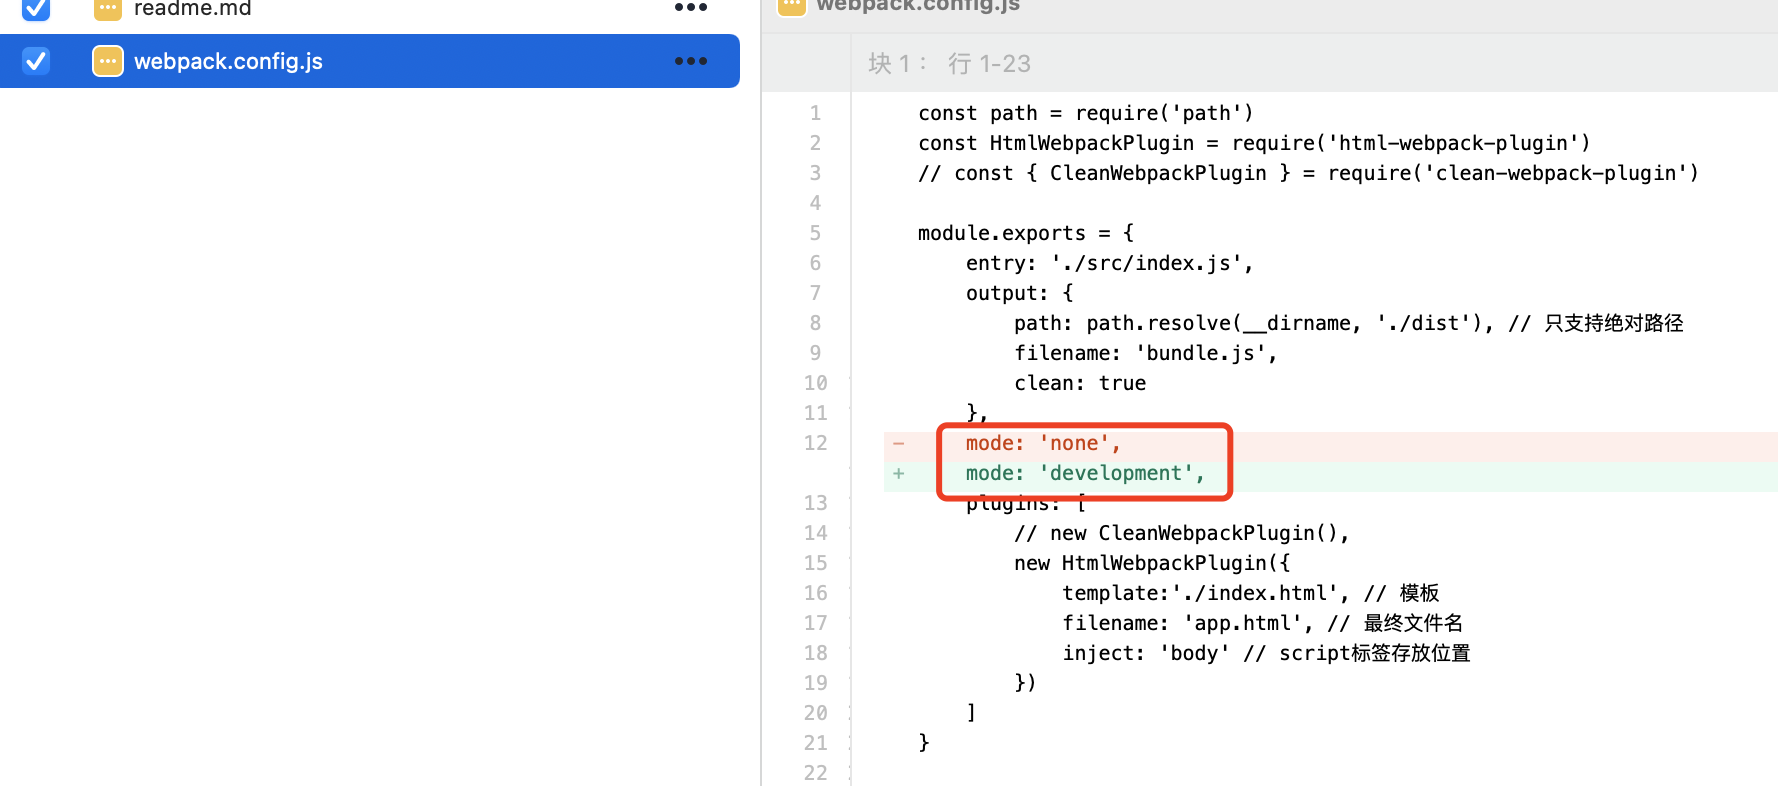 readme.md
webpack.config.js
webpack.config.js
块 1： 行 1-23
1 const path = require('path')
2 const HtmlWebpackPlugin = require('html-webpack-plugin')
3 // const { CleanWebpackPlugin } = require('clean-webpack-plugin')
4
5 module.exports = {
6 entry: './src/index.js',
7 output: {
8 path: path.resolve(__dirname, './dist'), // 只支持绝对路径
9 filename: 'bundle.js',
10 clean: true
11 },
12 - mode: 'none',
+ mode: 'development',
13 plugins: [
14 // new CleanWebpackPlugin(),
15 new HtmlWebpackPlugin({
16 template:'./index.html', // 模板
17 filename: 'app.html', // 最终文件名
18 inject: 'body' // script标签存放位置
19 })
20 ]
21 }
22